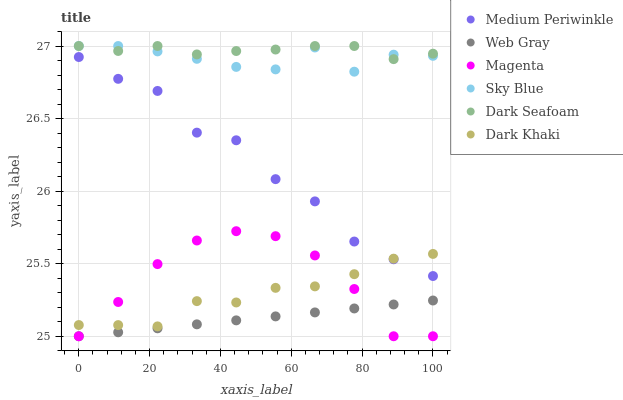 title
Medium Periwinkle
Web Gray
Magenta
Sky Blue
Dark Seafoam
Dark Khaki
yaxis_label
27
26.5
26
25.5
25
0 20 40 60 80 100
xaxis_label